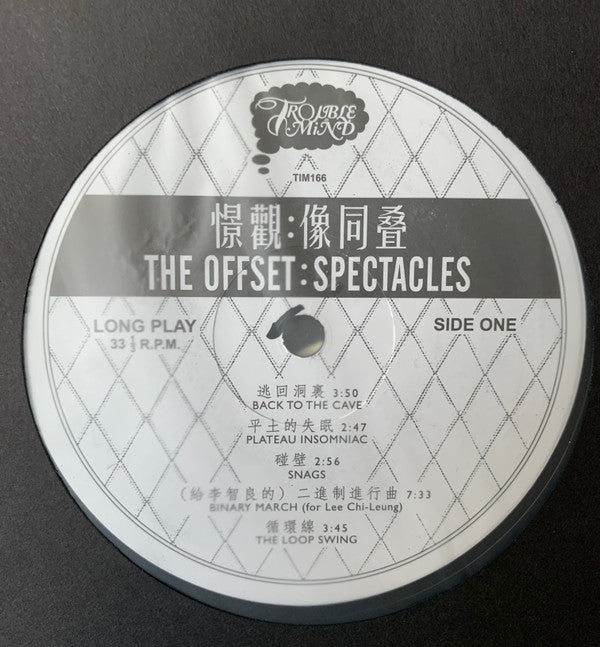 TROUBLE
IN MIND
TIM166
憬觀:像同叠
THE OFFSET:SPECTACLES
LONG PLAY
33 ⅓ R.P.M.
SIDE ONE
逃回洞裏 3:50
BACK TO THE CAVE
平土的失眠 2:47
PLATEAU INSOMNIAC
碰壁 2:56
SNAGS
(給李智良的) 二進制進行曲 7:33
BINARY MARCH (for Lee Chi-Leung)
循環線 3:45
THE LOOP SWING